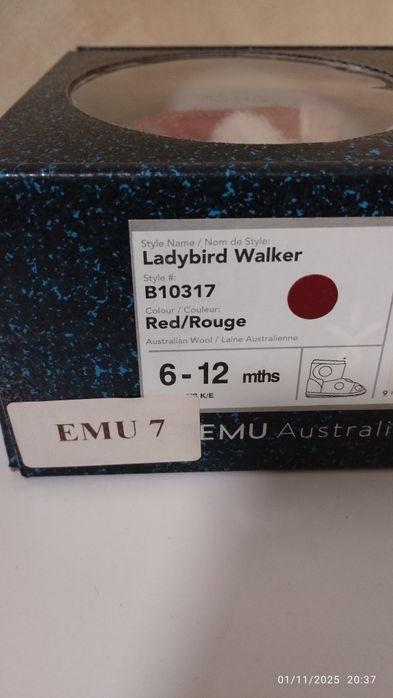 Style Name / Nom de Style:
Ladybird Walker
Style #:
B10317
Colour / Couleur:
Red/Rouge
Australian Wool / Laine Australienne
6 - 12 mths
K/E
EMU 7
EMU Australi
01/11/2025 20:37